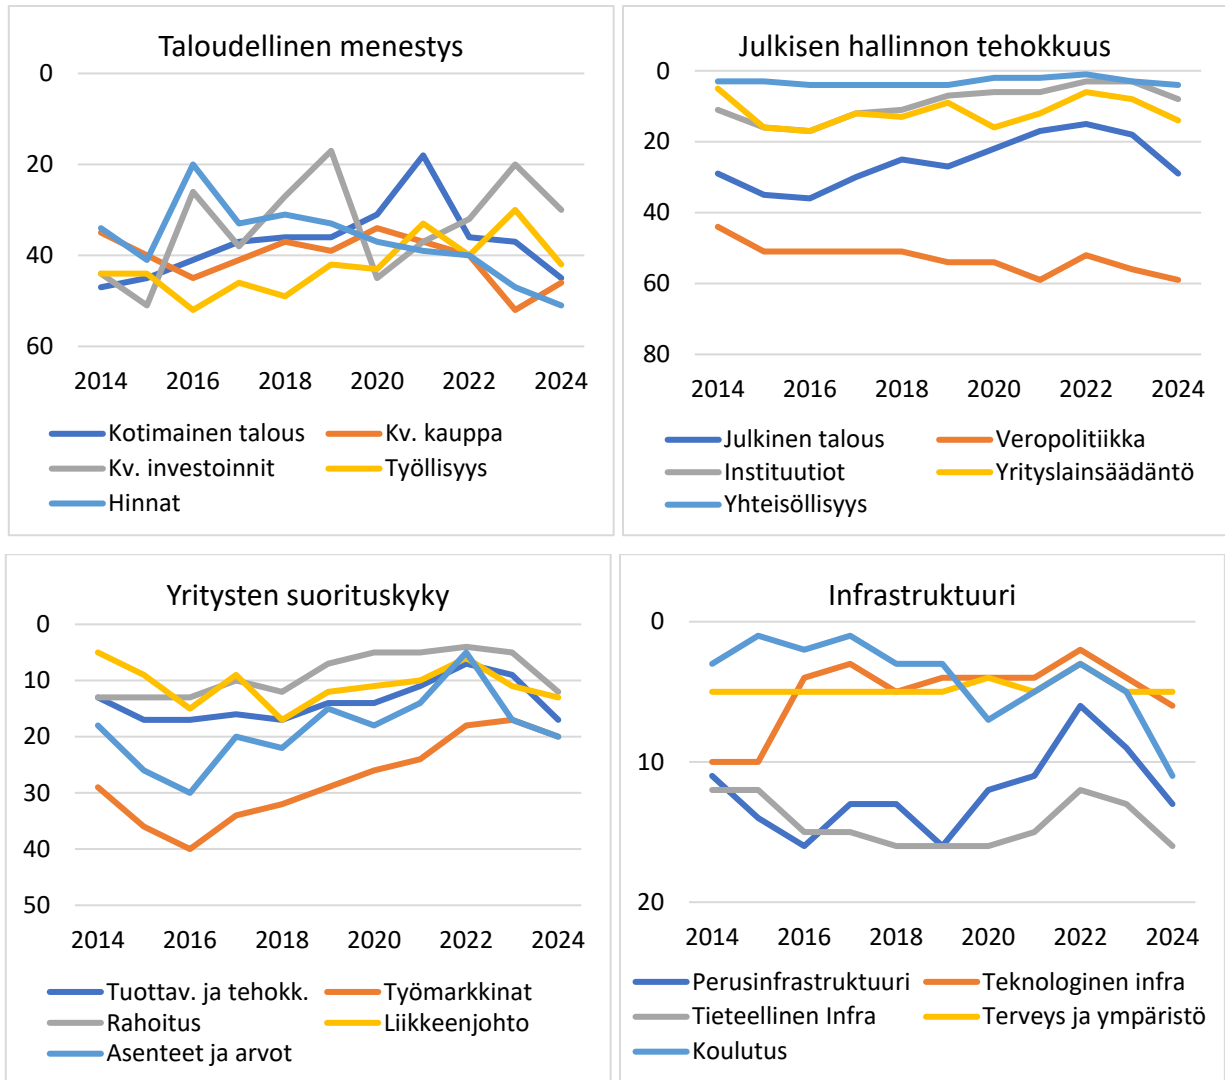 Taloudellinen menestys
0
20
40
60
2014 2016 2018 2020 2022 2024
Kotimainen talous Kv. kauppa
Kv. investoinnit Työllisyys
Hinnat
Julkisen hallinnon tehokkuus
0
20
40
60
80
2014 2016 2018 2020 2022 2024
Julkinen talous Veropolitiikka
Instituutiot Yrityslainsäädäntö
Yhteisöllisyys
Yritysten suorituskyky
0
10
20
30
40
50
2014 2016 2018 2020 2022 2024
Tuottav. ja tehokk. Työmarkkinat
Rahoitus Liikkeenjohto
Asenteet ja arvot
Infrastruktuuri
0
10
20
2014 2016 2018 2020 2022 2024
Perusinfrastruktuuri Teknologinen infra
Tieteellinen Infra Terveys ja ympäristö
Koulutus